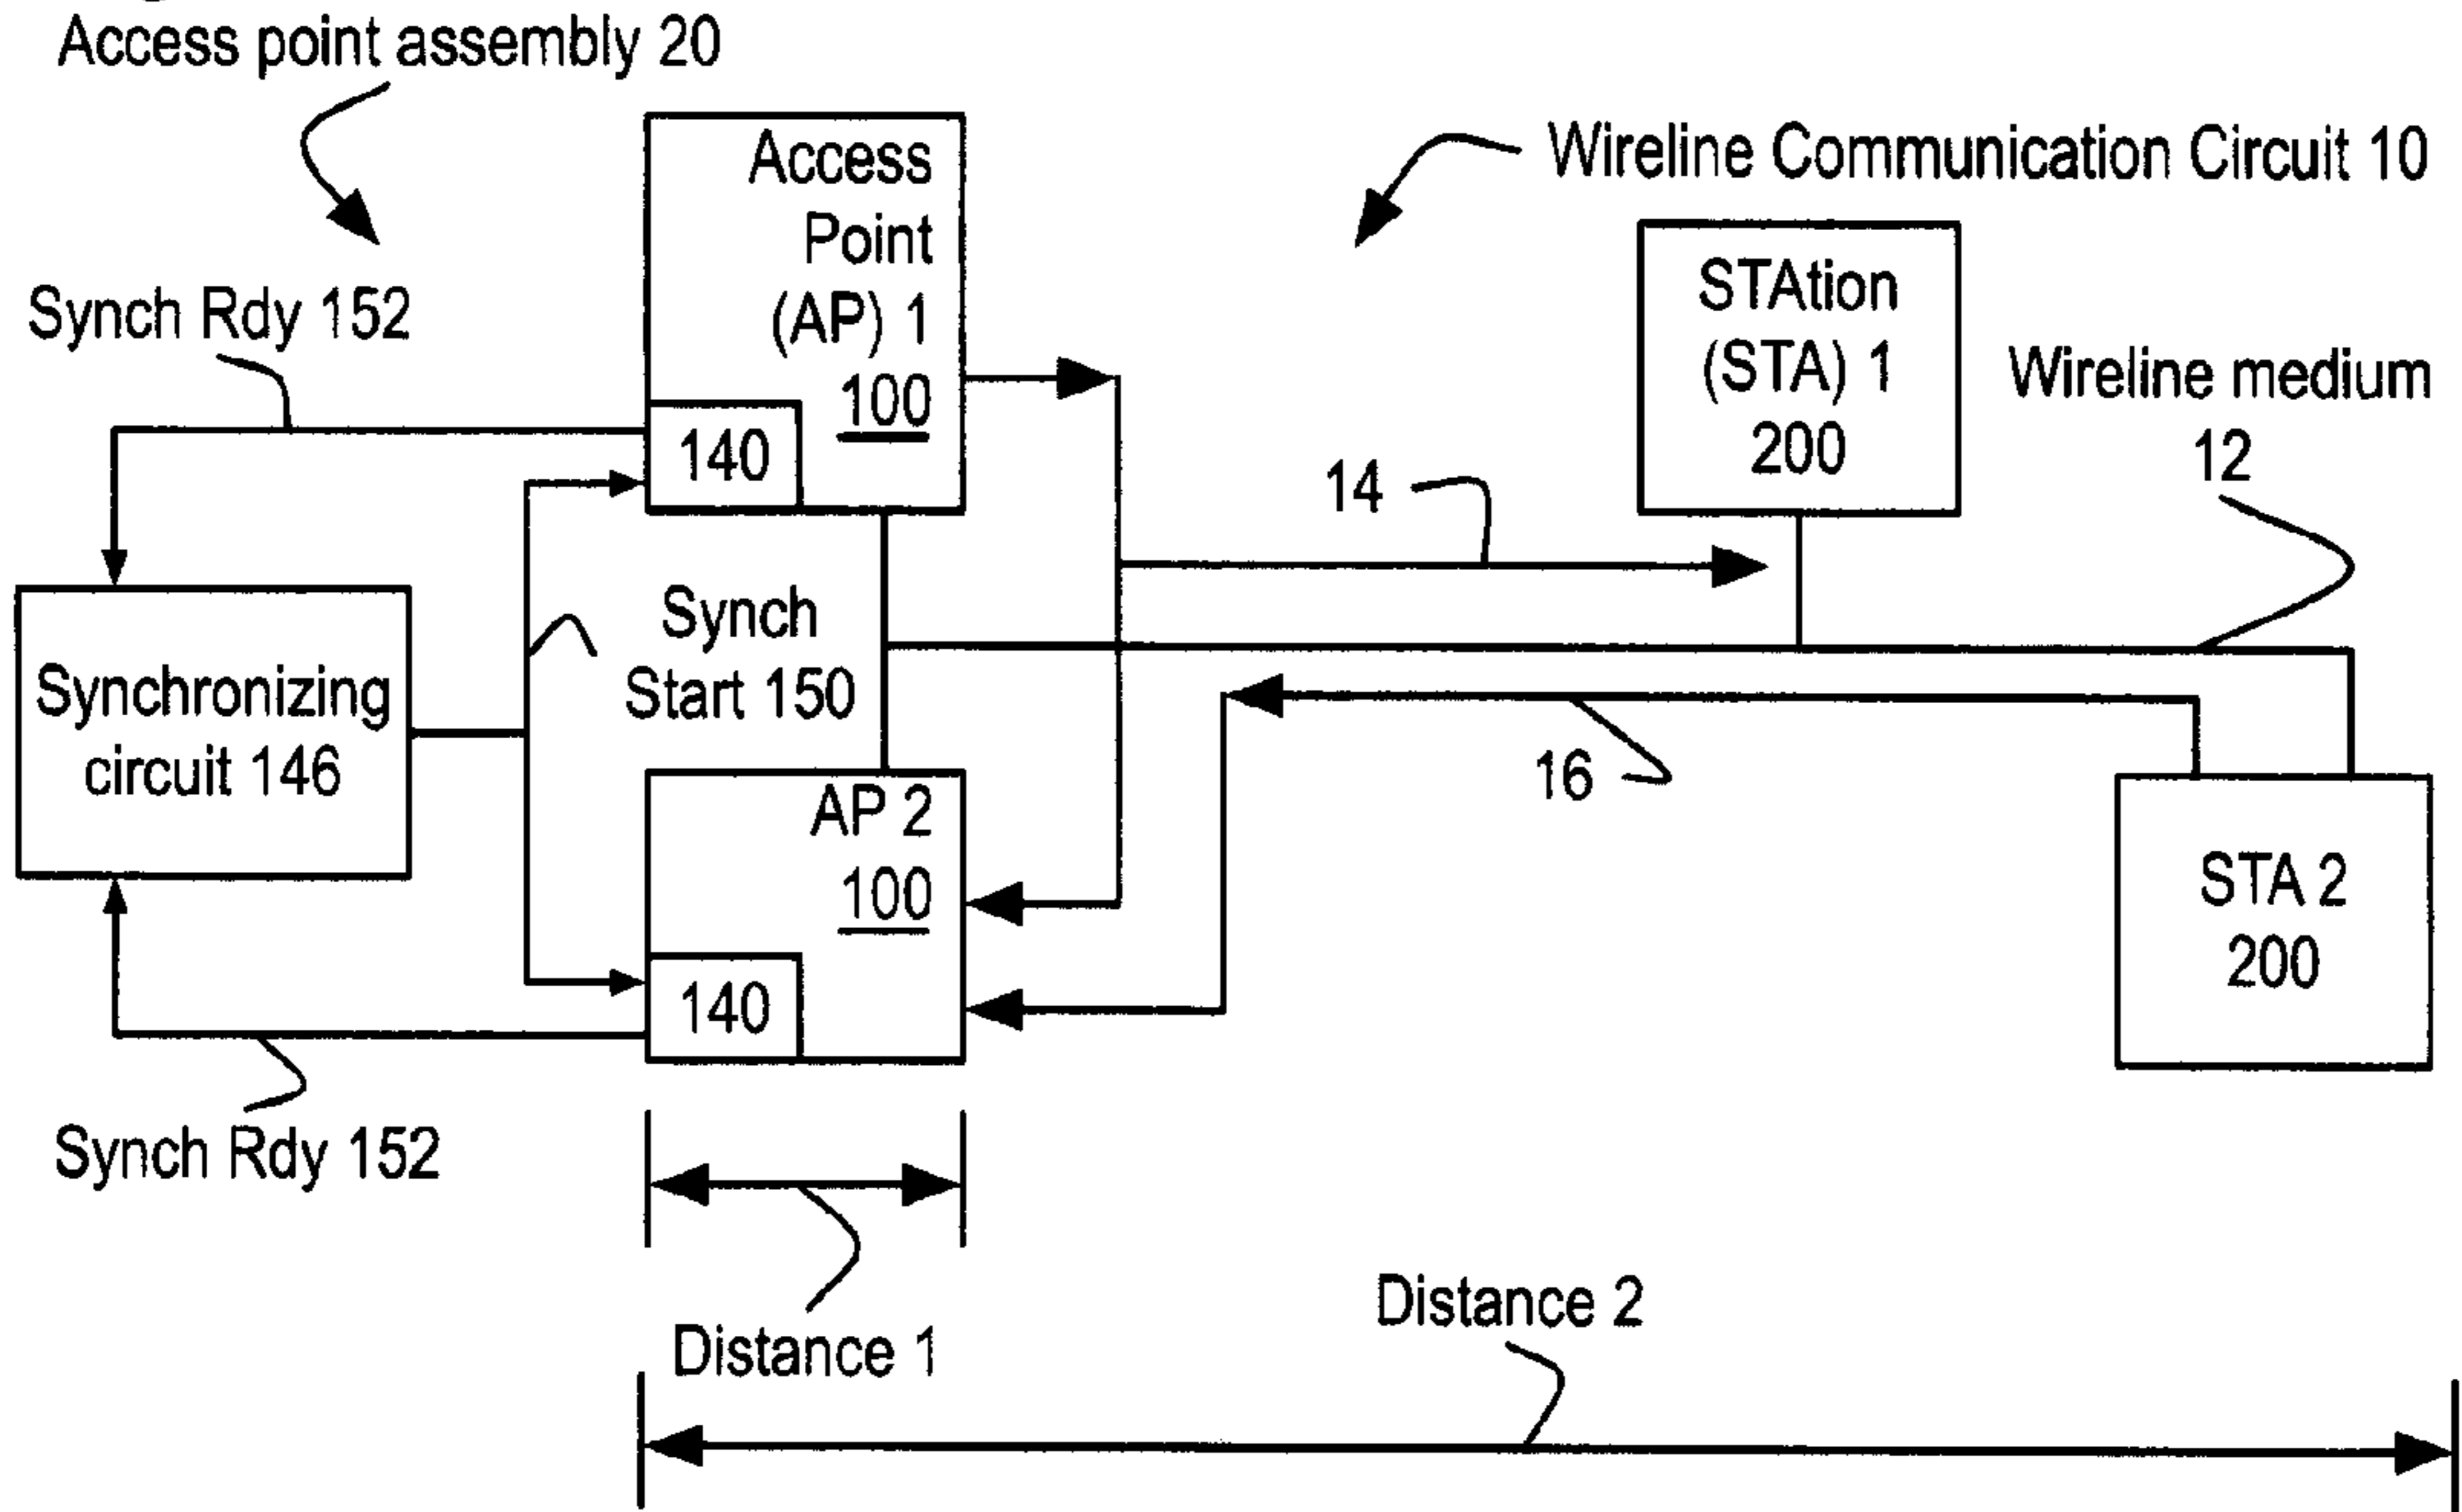 Access point assembly 20
Wireline Communication Circuit 10
Access
Point
(AP) 1
100
140
STAtion
(STA) 1
200
Synch Rdy 152
Wireline medium
12
14
Synch
Start 150
Synchronizing
circuit 146
16
AP 2
100
140
STA 2
200
Synch Rdy 152
Distance 1
Distance 2